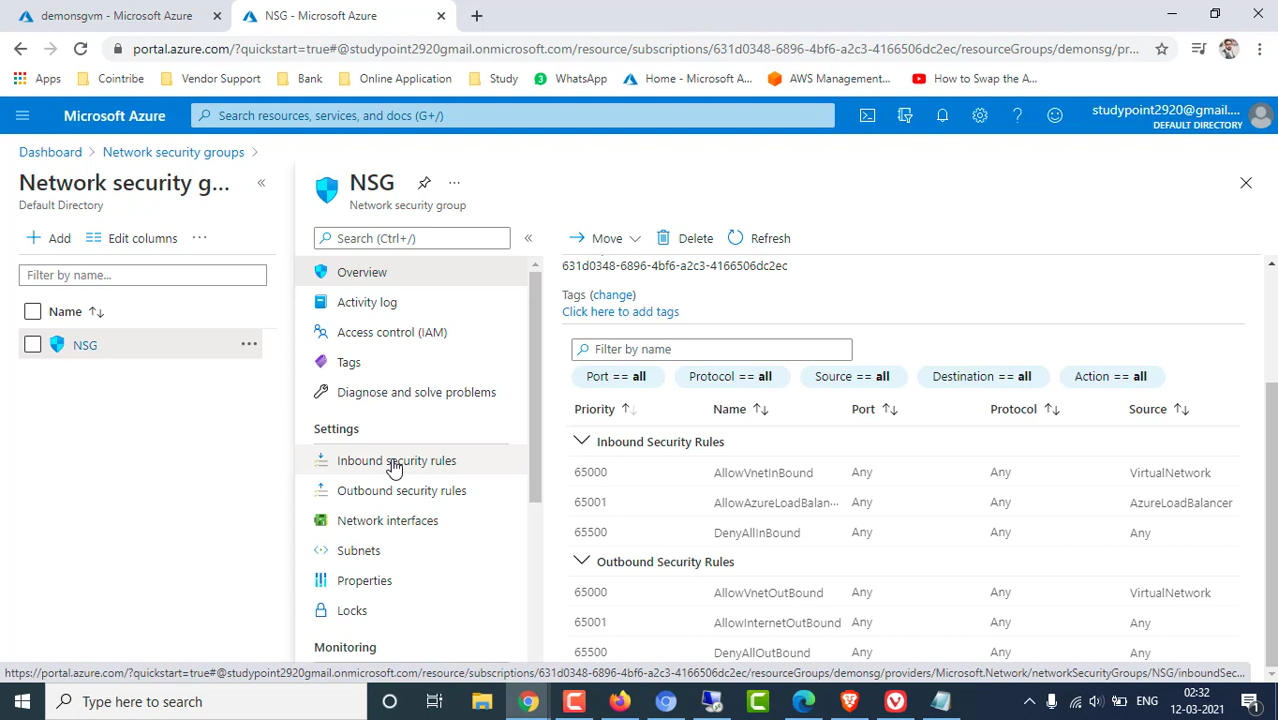 demonsgvm - Microsoft Azure
NSG - Microsoft Azure
portal.azure.com/?quickstart=true#@studypoint2920gmail.onmicrosoft.com/resource/subscriptions/631d0348-6896-4bf6-a2c3-4166506dc2ec/resourceGroups/demonsg/pr...
Apps Cointribe Vendor Support Bank Online Application Study WhatsApp Home - Microsoft A... AWS Management... How to Swap the A...
Microsoft Azure
Search resources, services, and docs (G+/)
studypoint2920@gmail....
DEFAULT DIRECTORY
Dashboard > Network security groups >
Network security g...
Default Directory
Add
Edit columns
Filter by name...
Name
NSG
NSG
Network security group
Search (Ctrl+/)
Overview
Activity log
Access control (IAM)
Tags
Diagnose and solve problems
Settings
Inbound security rules
Outbound security rules
Network interfaces
Subnets
Properties
Locks
Monitoring
Move Delete Refresh
631d0348-6896-4bf6-a2c3-4166506dc2ec
Tags (change)
Click here to add tags
Filter by name
Port == all Protocol == all Source == all Destination == all Action == all
Priority Name Port Protocol Source
Inbound Security Rules
65000 AllowVnetInBound Any Any VirtualNetwork
65001 AllowAzureLoadBalan... Any Any AzureLoadBalancer
65500 DenyAllInBound Any Any Any
Outbound Security Rules
65000 AllowVnetOutBound Any Any VirtualNetwork
65001 AllowInternetOutBound Any Any Any
65500 DenyAllOutBound Any Any Any
https://portal.azure.com/?quickstart=true#@studypoint2920gmail.onmicrosoft.com/resource/subscriptions/631d0348-6896-4bf6-a2c3-4166506dc2ec/resourceGroups/demonsg/providers/Microsoft.Network/networkSecurityGroups/NSG/inboundSec...
Type here to search
ENG
02:32
12-03-2021
1